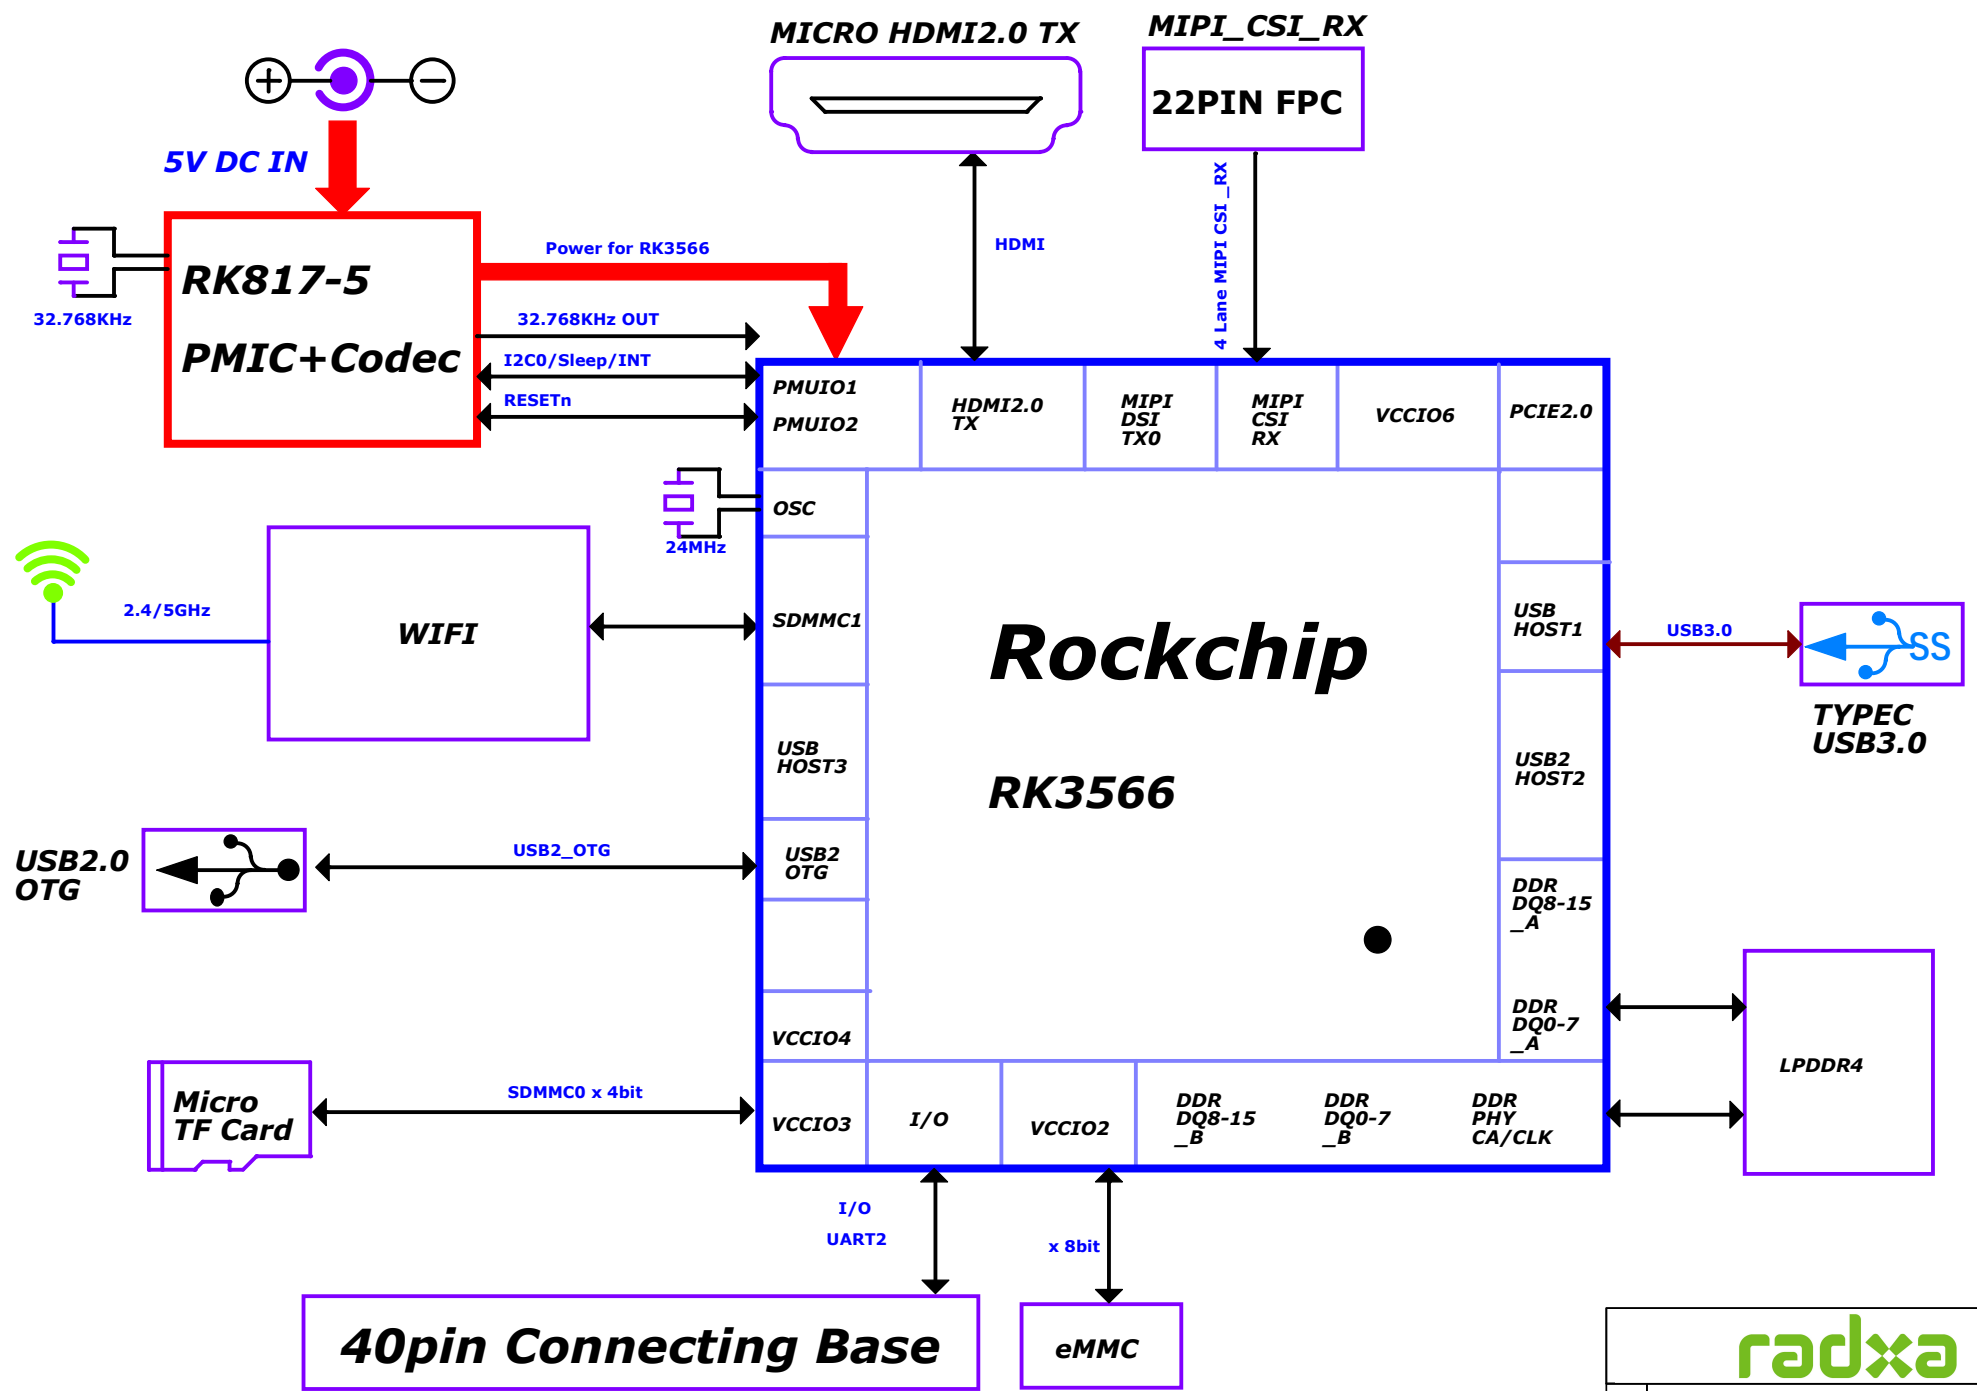 MICRO HDMI2.0 TX
MIPI_CSI_RX
22PIN FPC
5V DC IN
4 Lane MIPI CSI _RX
HDMI
Power for RK3566
RK817-5
PMIC+Codec
32.768KHz
32.768KHz OUT
I2C0/Sleep/INT
RESETn
PMUIO1
PMUIO2
HDMI2.0
TX
MIPI
DSI
TX0
MIPI
CSI
RX
VCCIO6
PCIE2.0
OSC
24MHz
2.4/5GHz
WIFI
SDMMC1
Rockchip
RK3566
USB
HOST1
USB3.0
SS
TYPEC
USB3.0
USB
HOST3
USB2
HOST2
USB2.0
OTG
USB2_OTG
USB2
OTG
DDR
DQ8-15
_A
DDR
DQ0-7
_A
LPDDR4
VCCIO4
Micro
TF Card
SDMMC0 x 4bit
VCCIO3
I/O
VCCIO2
DDR
DQ8-15
_B
DDR
DQ0-7
_B
DDR
PHY
CA/CLK
I/O
UART2
x 8bit
40pin Connecting Base
eMMC
radxa